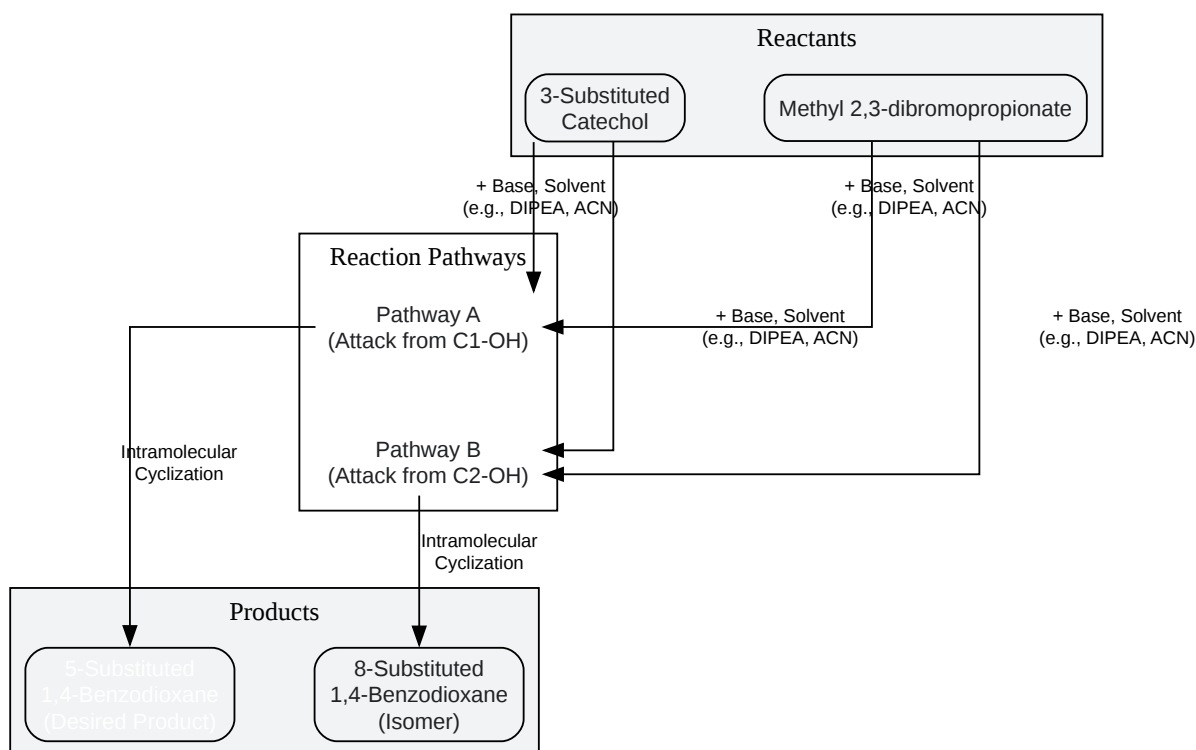 Reactants
3-Substituted
Catechol
Methyl 2,3-dibromopropionate
+ Base, Solvent
(e.g., DIPEA, ACN)
+ Base, Solvent
(e.g., DIPEA, ACN)
Reaction Pathways
Pathway A
(Attack from C1-OH)
+ Base, Solvent
(e.g., DIPEA, ACN)
+ Base, Solvent
(e.g., DIPEA, ACN)
Pathway B
(Attack from C2-OH)
Intramolecular
Cyclization
Intramolecular
Cyclization
Products
5-Substituted
1,4-Benzodioxane
(Desired Product)
8-Substituted
1,4-Benzodioxane
(Isomer)